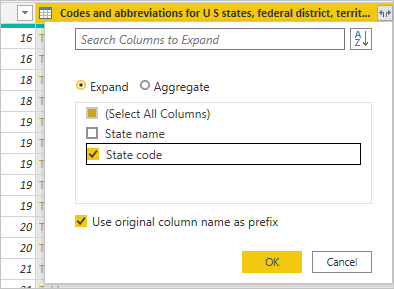 Codes and abbreviations for U S states, federal district, territ...
Search Columns to Expand
A
Z
Expand
Aggregate
(Select All Columns)
State name
State code
Use original column name as prefix
OK
Cancel
16
16
18
18
19
19
19
19
19
20
20
21
21